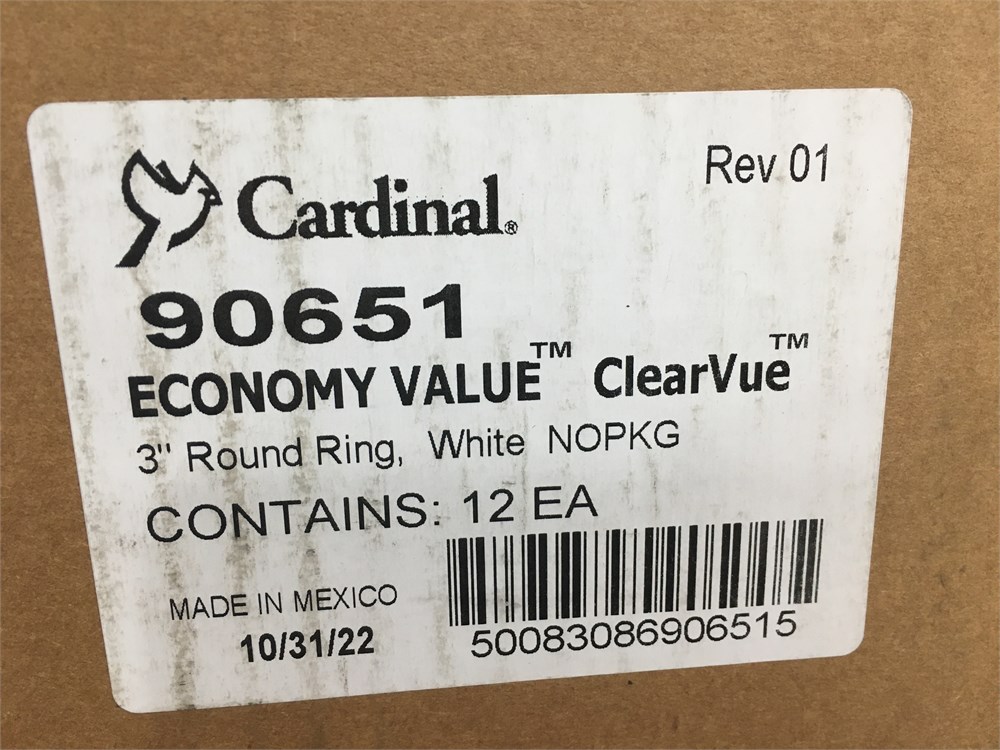 Cardinal®
Rev 01
90651
ECONOMY VALUE™ ClearVue™
3" Round Ring, White NOPKG
CONTAINS: 12 EA
MADE IN MEXICO
10/31/22
50083086906515